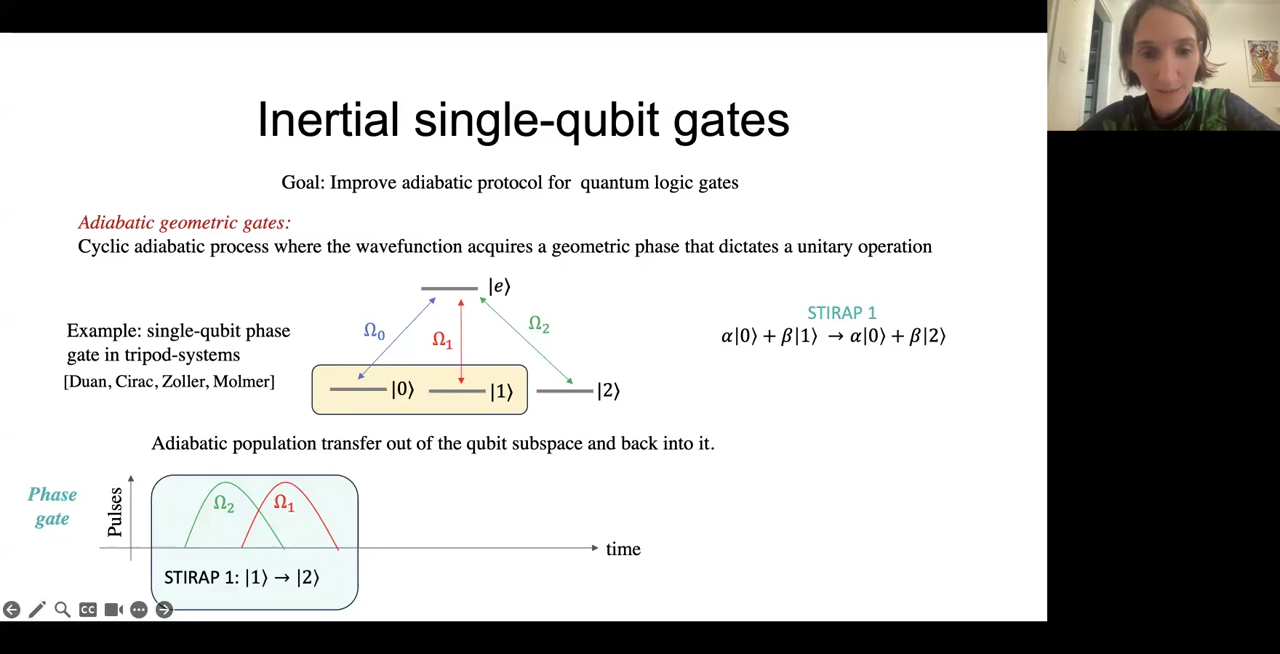 Inertial single-qubit gates
Goal: Improve adiabatic protocol for quantum logic gates
Adiabatic geometric gates:
Cyclic adiabatic process where the wavefunction acquires a geometric phase that dictates a unitary operation
|e⟩
Example: single-qubit phase
gate in tripod-systems
[Duan, Cirac, Zoller, Molmer]
Ω₀
Ω₁
Ω₂
|0⟩
|1⟩
|2⟩
STIRAP 1
α|0⟩ + β|1⟩ → α|0⟩ + β|2⟩
Adiabatic population transfer out of the qubit subspace and back into it.
Phase
gate
Pulses
Ω₂
Ω₁
time
STIRAP 1: |1⟩ → |2⟩
CC